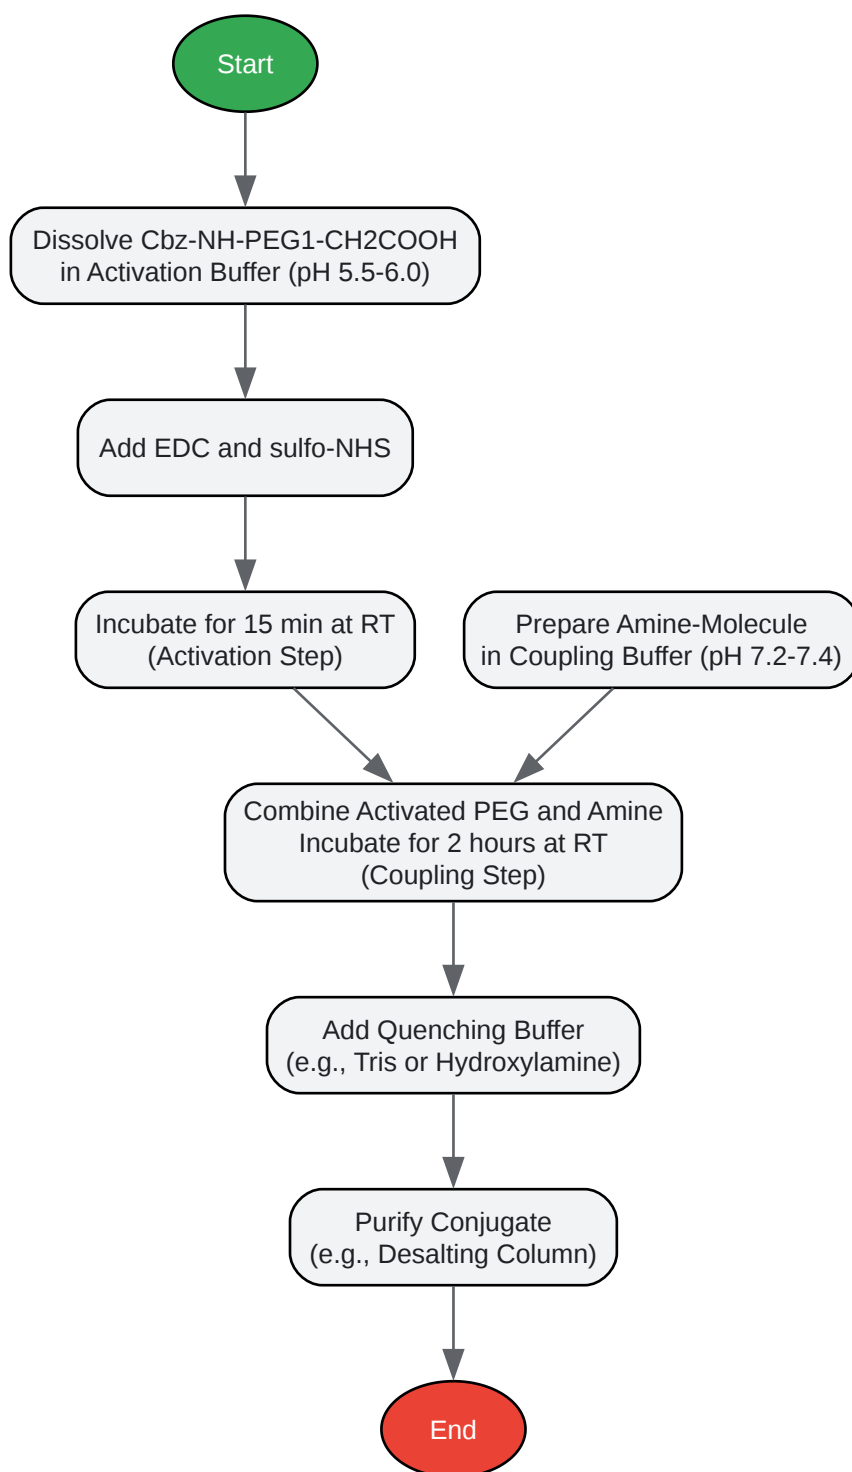 Start
Dissolve Cbz-NH-PEG1-CH2COOH
in Activation Buffer (pH 5.5-6.0)
Add EDC and sulfo-NHS
Incubate for 15 min at RT
(Activation Step)
Prepare Amine-Molecule
in Coupling Buffer (pH 7.2-7.4)
Combine Activated PEG and Amine
Incubate for 2 hours at RT
(Coupling Step)
Add Quenching Buffer
(e.g., Tris or Hydroxylamine)
Purify Conjugate
(e.g., Desalting Column)
End